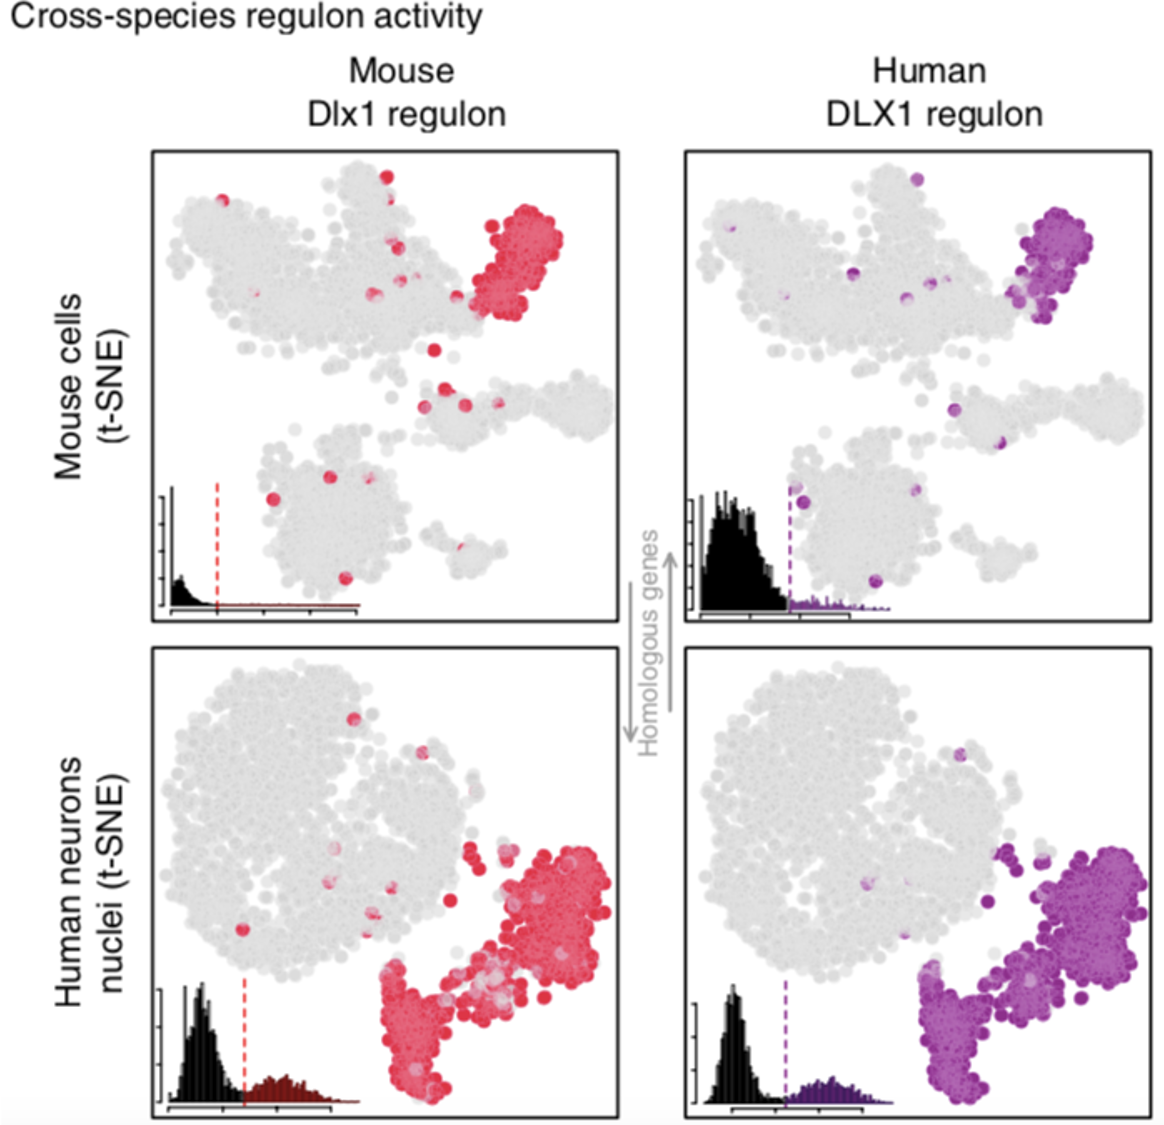 Cross-species regulon activity
Mouse
Dlx1 regulon
Human
DLX1 regulon
Mouse cells
(t-SNE)
Homologous genes
Human neurons
nuclei (t-SNE)